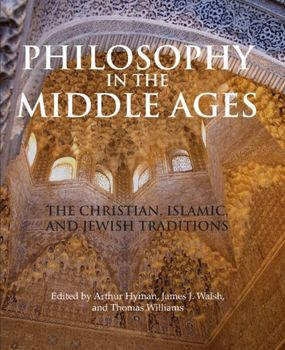 PHILOSOPHY
IN THE
MIDDLE AGES
THE CHRISTIAN, ISLAMIC,
AND JEWISH TRADITIONS
Edited by Arthur Hyman, James J. Walsh,
and Thomas Williams